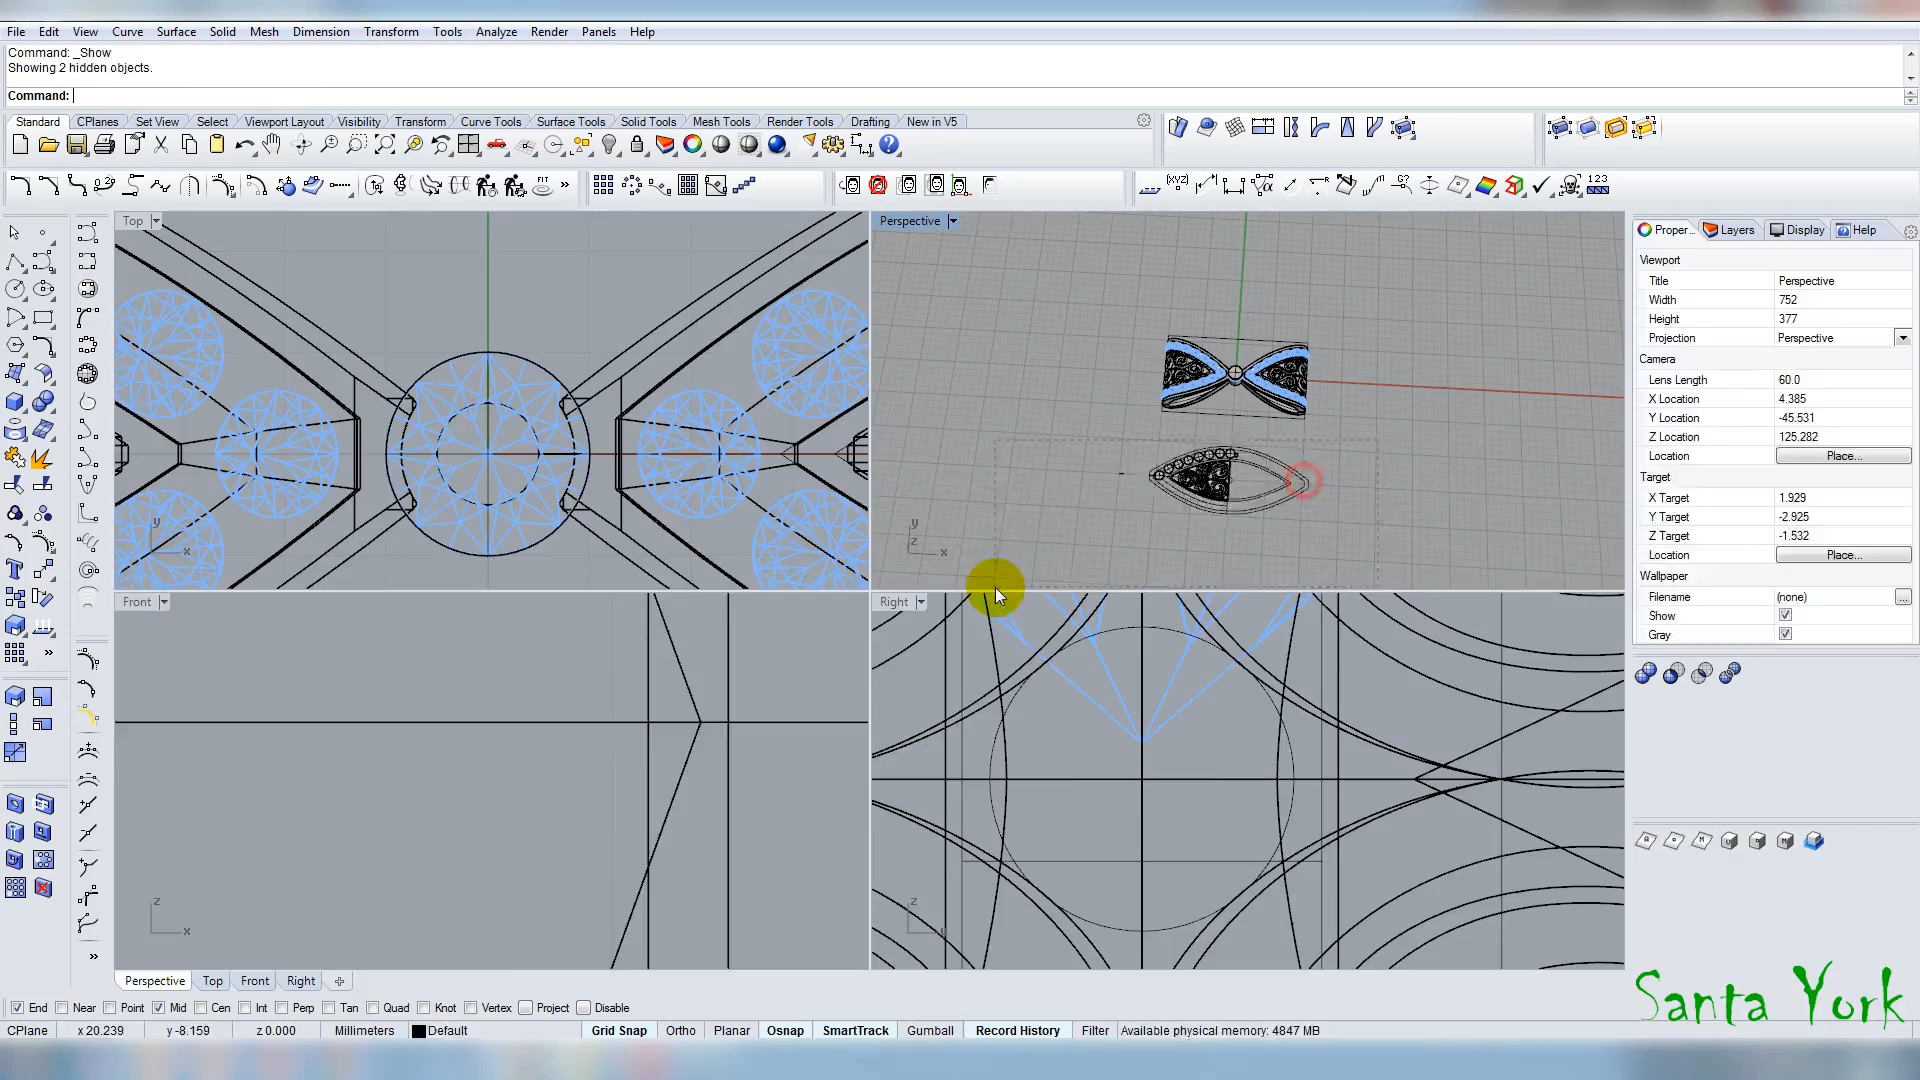 File Edit View Curve Surface Solid Mesh Dimension Transform Tools Analyze Render Panels Help
Command: _Show
Showing 2 hidden objects.
Command:
Standard CPlanes Set View Select Viewport Layout Visibility Transform Curve Tools Surface Tools Solid Tools Mesh Tools Render Tools Drafting New in V5
Top
Perspective
Front
Right
y
x
y
z
x
z
x
z
Proper... Layers Display Help
Viewport
Title Perspective
Width 752
Height 377
Projection Perspective
Camera
Lens Length 60.0
X Location 4.385
Y Location -45.531
Z Location 125.282
Location Place...
Target
X Target 1.929
Y Target -2.925
Z Target -1.532
Location Place...
Wallpaper
Filename (none) ...
Show
Gray
Perspective Top Front Right
End Near Point Mid Cen Int Perp Tan Quad Knot Vertex Project Disable
CPlane x 20.239 y -8.159 z 0.000 Millimeters Default Grid Snap Ortho Planar Osnap SmartTrack Gumball Record History Filter Available physical memory: 4847 MB
Santa York